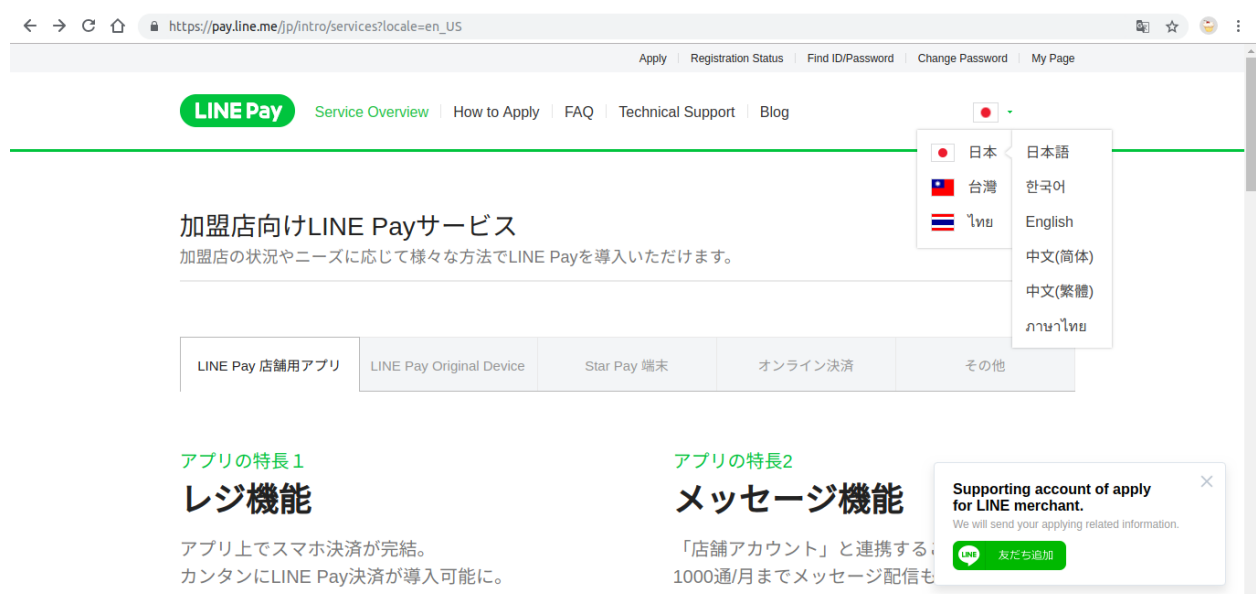 https://pay.line.me/jp/intro/services?locale=en_US
Apply Registration Status Find ID/Password Change Password My Page
LINE Pay Service Overview How to Apply FAQ Technical Support Blog
日本 日本語
台灣 한국어
ไทย English
中文(简体)
中文(繁體)
ภาษาไทย
加盟店向けLINE Payサービス
加盟店の状況やニーズに応じて様々な方法でLINE Payを導入いただけます。
LINE Pay 店舗用アプリ LINE Pay Original Device Star Pay 端末 オンライン決済 その他
アプリの特長１
レジ機能
アプリ上でスマホ決済が完結。
カンタンにLINE Pay決済が導入可能に。
アプリの特長2
メッセージ機能
「店舗アカウント」と連携する
1000通/月までメッセージ配信も
Supporting account of apply
for LINE merchant.
We will send your applying related information.
LINE 友だち追加